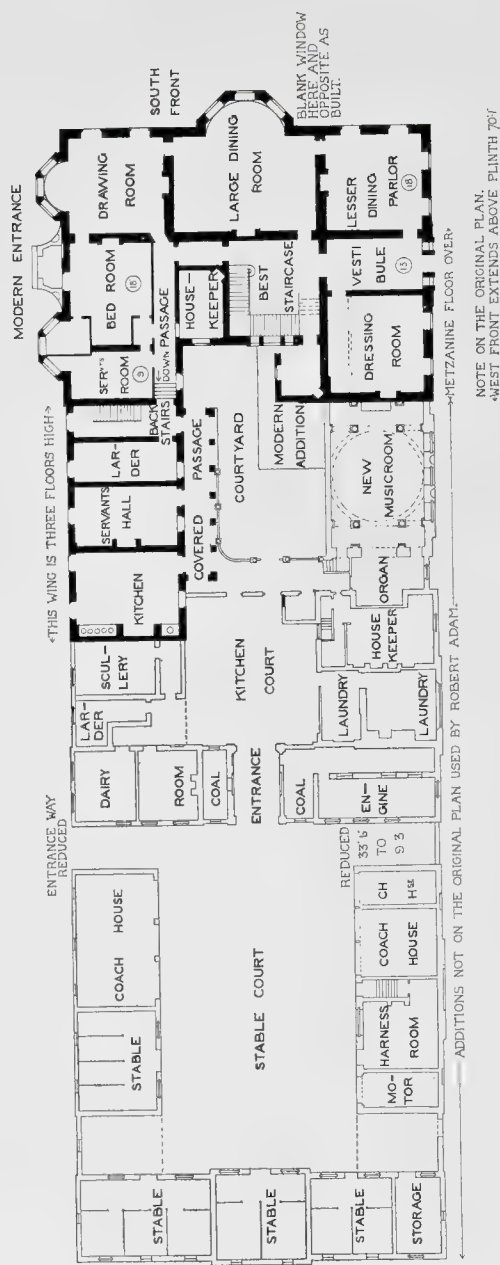 ENTRANCE WAY
REDUCED
<THIS WING IS THREE FLOORS HIGH>
MODERN ENTRANCE
STABLE
STABLE
COACH HOUSE
DAIRY
LAR-
DER
SCUL-
LERY
KITCHEN
SERVANTS
HALL
LAR-
DER
BACK
STAIRS
SERVTS
ROOM
9
BED ROOM
18
DRAWING
ROOM
SOUTH
FRONT
ROOM
COAL
COVERED PASSAGE
DOWN
PASSAGE
HOUSE-
KEEPER
STABLE
STABLE COURT
ENTRANCE
KITCHEN
COURT
COURTYARD
MODERN
ADDITION
BEST
STAIRCASE
LARGE DINING
ROOM
BLANK WINDOW
HERE AND
OPPOSITE AS
BUILT.
STABLE
STORAGE
MO-
TOR
HARNESS
ROOM
COACH
HOUSE
CH
HSE
REDUCED
33'6
TO
9 3
COAL
EN-
GINE
LAUNDRY
LAUNDRY
HOUSE
KEEPER
ORGAN
NEW
MUSICROOM
DRESSING
ROOM
VESTI
BULE
13
LESSER
DINING
PARLOR
18
ADDITIONS NOT ON THE ORIGINAL PLAN USED BY ROBERT ADAM.
<METZANINE FLOOR OVER>
NOTE ON THE ORIGINAL PLAN.
<WEST FRONT EXTENDS ABOVE PLINTH